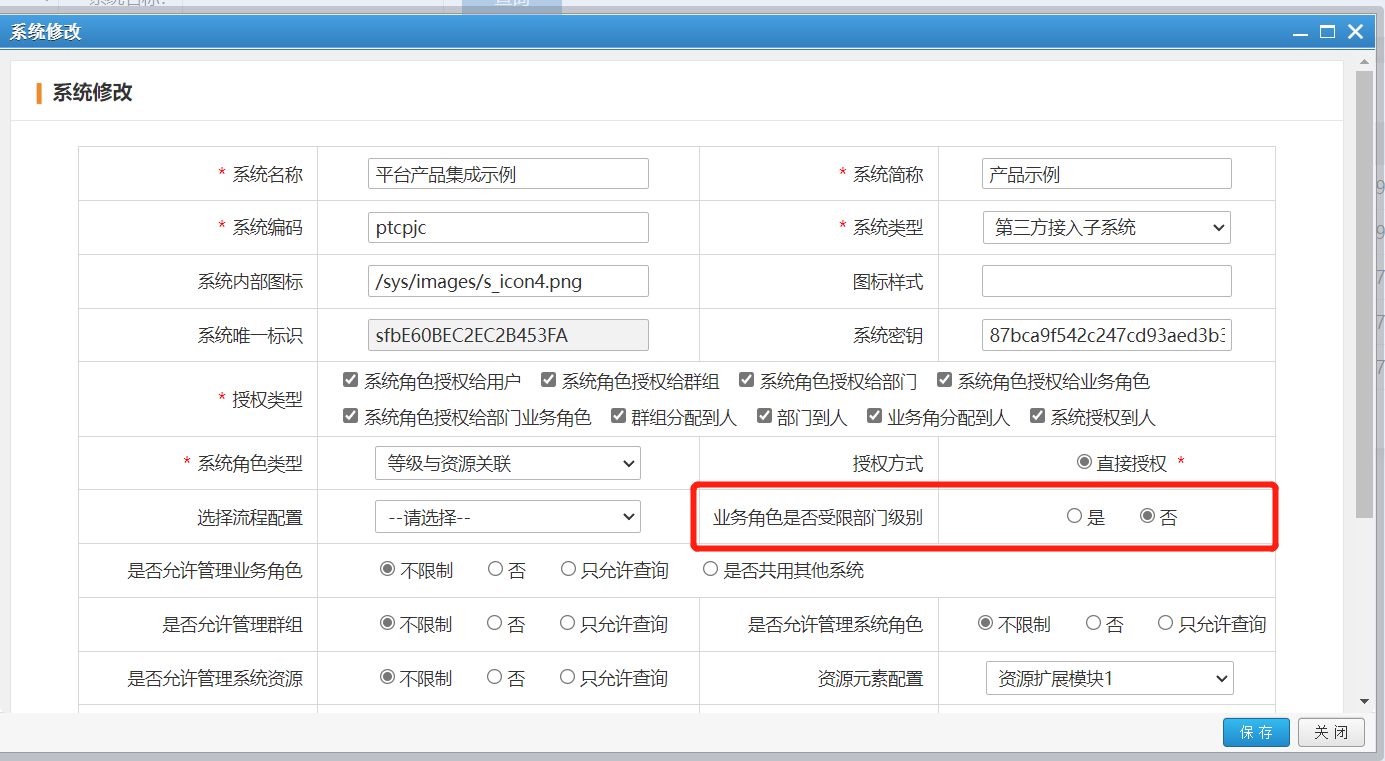 系统名称:
查询
系统修改
系统修改
* 系统名称 平台产品集成示例 * 系统简称 产品示例
* 系统编码 ptcpjc * 系统类型 第三方接入子系统
系统内部图标 /sys/images/s_icon4.png 图标样式
系统唯一标识 sfbE60BEC2EC2B453FA 系统密钥 87bca9f542c247cd93aed3b3
* 授权类型 系统角色授权给用户 系统角色授权给群组 系统角色授权给部门 系统角色授权给业务角色
系统角色授权给部门业务角色 群组分配到人 部门到人 业务角分配到人 系统授权到人
* 系统角色类型 等级与资源关联 授权方式 直接授权 *
选择流程配置 --请选择-- 业务角色是否受限部门级别 是 否
是否允许管理业务角色 不限制 否 只允许查询 是否共用其他系统
是否允许管理群组 不限制 否 只允许查询 是否允许管理系统角色 不限制 否 只允许查询
是否允许管理系统资源 不限制 否 只允许查询 资源元素配置 资源扩展模块1
保存 关闭